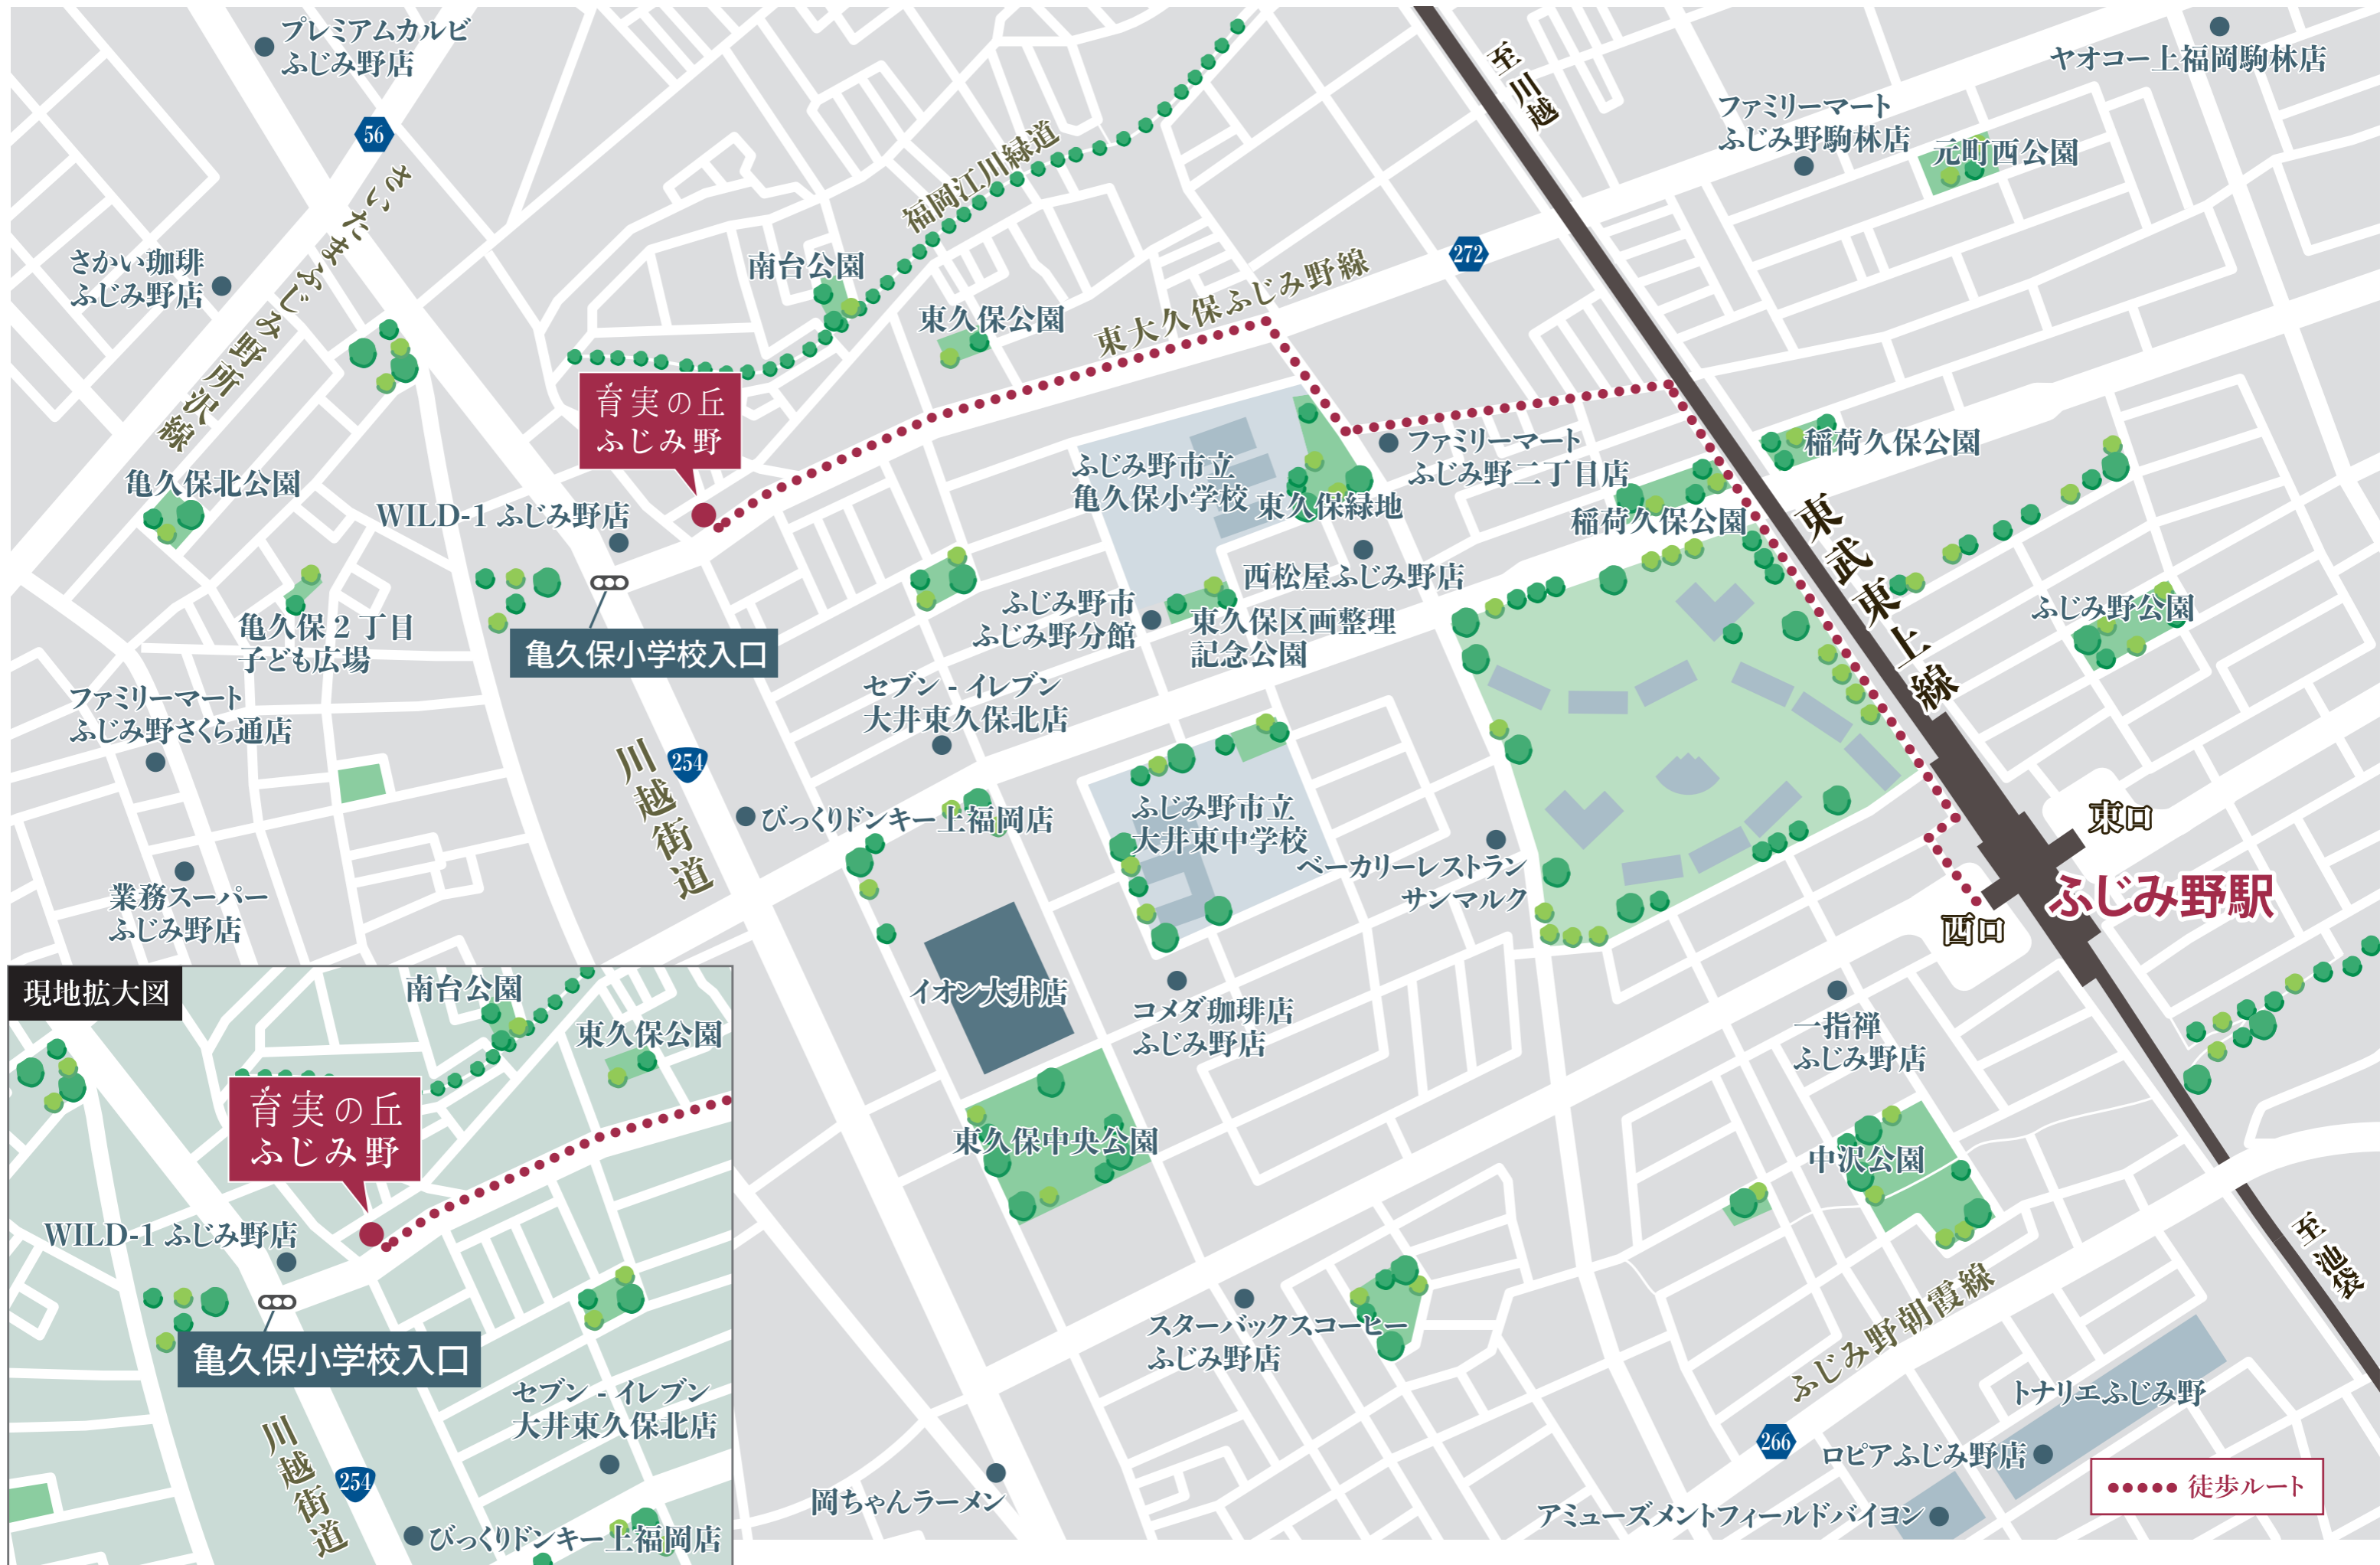 プレミアムカルビ
ふじみ野店
56
さいたまふじみ野所沢線
さかい珈琲
ふじみ野店
福岡江川緑道
南台公園
東久保公園
東大久保ふじみ野線
272
至川越
ヤオコー上福岡駒林店
ファミリーマート
ふじみ野駒林店
元町西公園
育実の丘
ふじみ野
亀久保北公園
WILD-1 ふじみ野店
亀久保小学校入口
亀久保2丁目
子ども広場
ふじみ野市立
亀久保小学校
東久保緑地
ファミリーマート
ふじみ野二丁目店
稲荷久保公園
稲荷久保公園
西松屋ふじみ野店
ふじみ野市
ふじみ野分館
東久保区画整理
記念公園
東武東上線
ふじみ野公園
ファミリーマート
ふじみ野さくら通店
セブン - イレブン
大井東久保北店
川越街道
254
びっくりドンキー上福岡店
ふじみ野市立
大井東中学校
ベーカリーレストラン
サンマルク
東口
ふじみ野駅
西口
業務スーパー
ふじみ野店
イオン大井店
コメダ珈琲店
ふじみ野店
一指禅
ふじみ野店
東久保中央公園
中沢公園
スターバックスコーヒー
ふじみ野店
ふじみ野朝霞線
至池袋
トナリエふじみ野
266
ロピアふじみ野店
アミューズメントフィールドバイヨン
岡ちゃんラーメン
徒歩ルート
現地拡大図
南台公園
東久保公園
育実の丘
ふじみ野
WILD-1 ふじみ野店
亀久保小学校入口
セブン - イレブン
大井東久保北店
川越街道
254
びっくりドンキー上福岡店